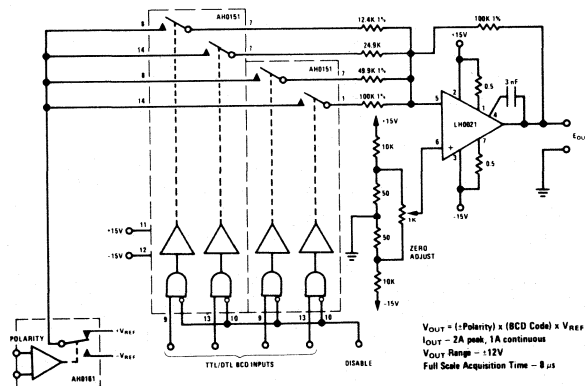 AH0151
AH0151
6
7
12.4K 1%
100K 1%
14
7
24.9K
+15V
8
7
49.9K 1%
0.5
3 nF
14
1
100K 1%
2
1
4
5
LH0021
+15V
EOUT
10K
6
7
3
0.5
50
-15V
1K
50
ZERO
ADJUST
+15V
11
-15V
12
10K
-15V
9
13
10
9
13
10
POLARITY
+VREF
-VREF
AH0161
TTL/DTL BCD INPUTS
DISABLE
VOUT = (±Polarity) x (BCD Code) x VREF
IOUT – 2A peak, 1A continuous
VOUT Range – ±12V
Full Scale Acquisition Time – 8 µs